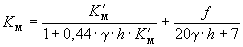 K_м = K′_м / (1 + 0,44 · γ · h · K′_м) + f / (20γ · h + 7)